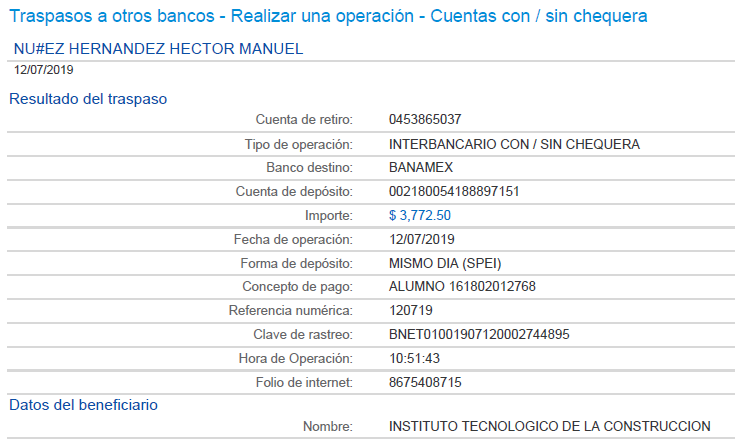 Traspasos a otros bancos - Realizar una operación - Cuentas con / sin chequera
NU#EZ HERNANDEZ HECTOR MANUEL
12/07/2019
Resultado del traspaso
Cuenta de retiro: 0453865037
Tipo de operación: INTERBANCARIO CON / SIN CHEQUERA
Banco destino: BANAMEX
Cuenta de depósito: 002180054188897151
Importe: $ 3,772.50
Fecha de operación: 12/07/2019
Forma de depósito: MISMO DIA (SPEI)
Concepto de pago: ALUMNO 161802012768
Referencia numérica: 120719
Clave de rastreo: BNET01001907120002744895
Hora de Operación: 10:51:43
Folio de internet: 8675408715
Datos del beneficiario
Nombre: INSTITUTO TECNOLOGICO DE LA CONSTRUCCION